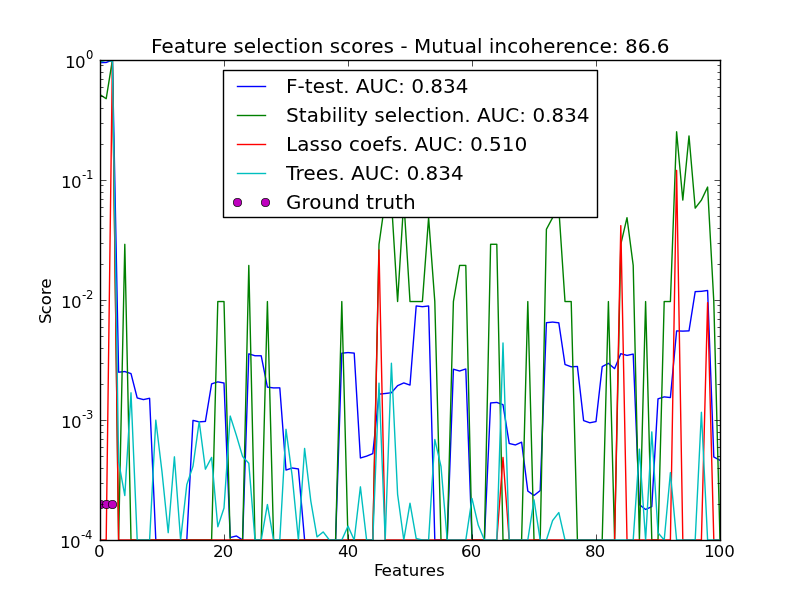 Feature selection scores - Mutual incoherence: 86.6
F-test. AUC: 0.834
Stability selection. AUC: 0.834
Lasso coefs. AUC: 0.510
Trees. AUC: 0.834
Ground truth
10^0
10^-1
10^-2
10^-3
10^-4
Score
0 20 40 60 80 100
Features